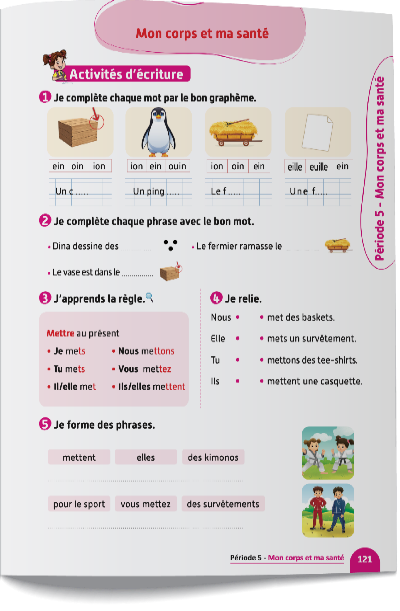 Mon corps et ma santé
Activités d'écriture
1 Je complète chaque mot par le bon graphème.
ein oin ion
ion ein ouin
ion oin ein
eille euille ein
Un c.....
Un ping.....
Le f.....
Une f.....
2 Je complète chaque phrase avec le bon mot.
• Dina dessine des
• Le fermier ramasse le
• Le vase est dans le ...............
3 J'apprends la règle.
Mettre au présent
• Je mets • Nous mettons
• Tu mets • Vous mettez
• Il/elle met • Ils/elles mettent
4 Je relie.
Nous • • met des baskets.
Elle • • mets un survêtement.
Tu • • mettons des tee-shirts.
Ils • • mettent une casquette.
5 Je forme des phrases.
mettent elles des kimonos
pour le sport vous mettez des survêtements
Période 5 - Mon corps et ma santé 121
Période 5 - Mon corps et ma santé